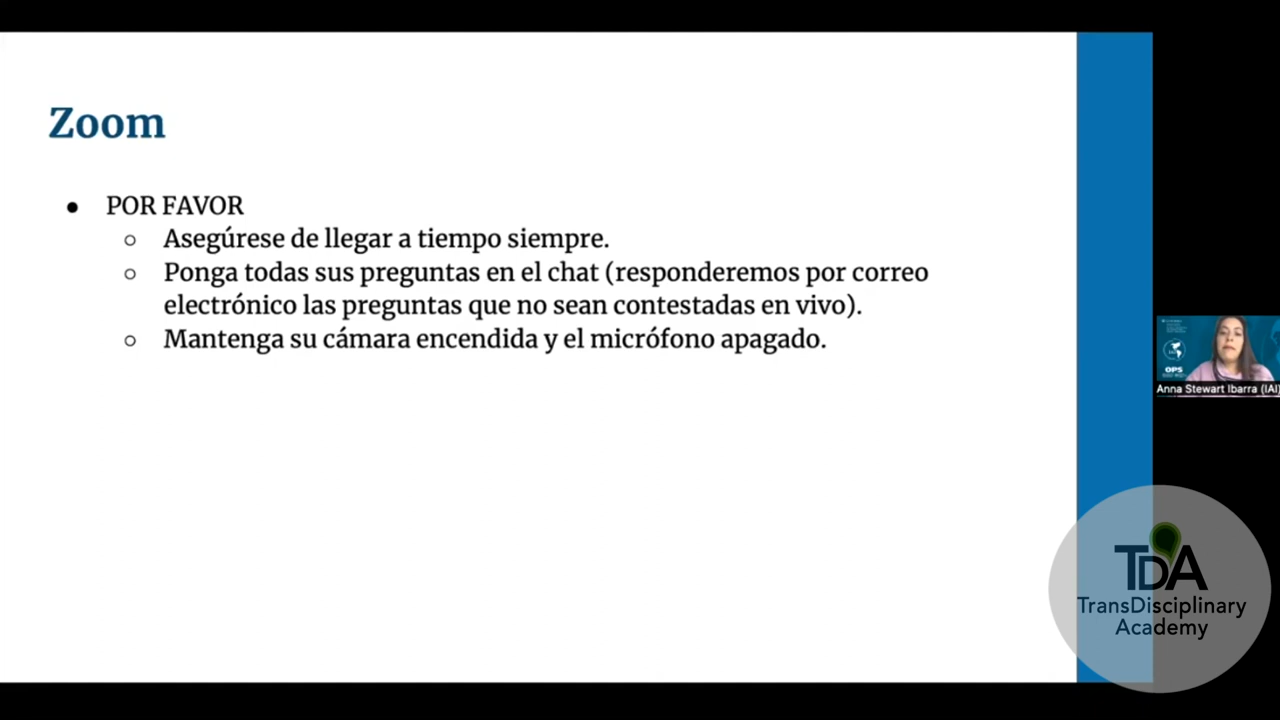 Zoom
● POR FAVOR
○ Asegúrese de llegar a tiempo siempre.
○ Ponga todas sus preguntas en el chat (responderemos por correo
electrónico las preguntas que no sean contestadas en vivo).
○ Mantenga su cámara encendida y el micrófono apagado.
OPS
Anna Stewart Ibarra (IAI)
TDA
TransDisciplinary
Academy